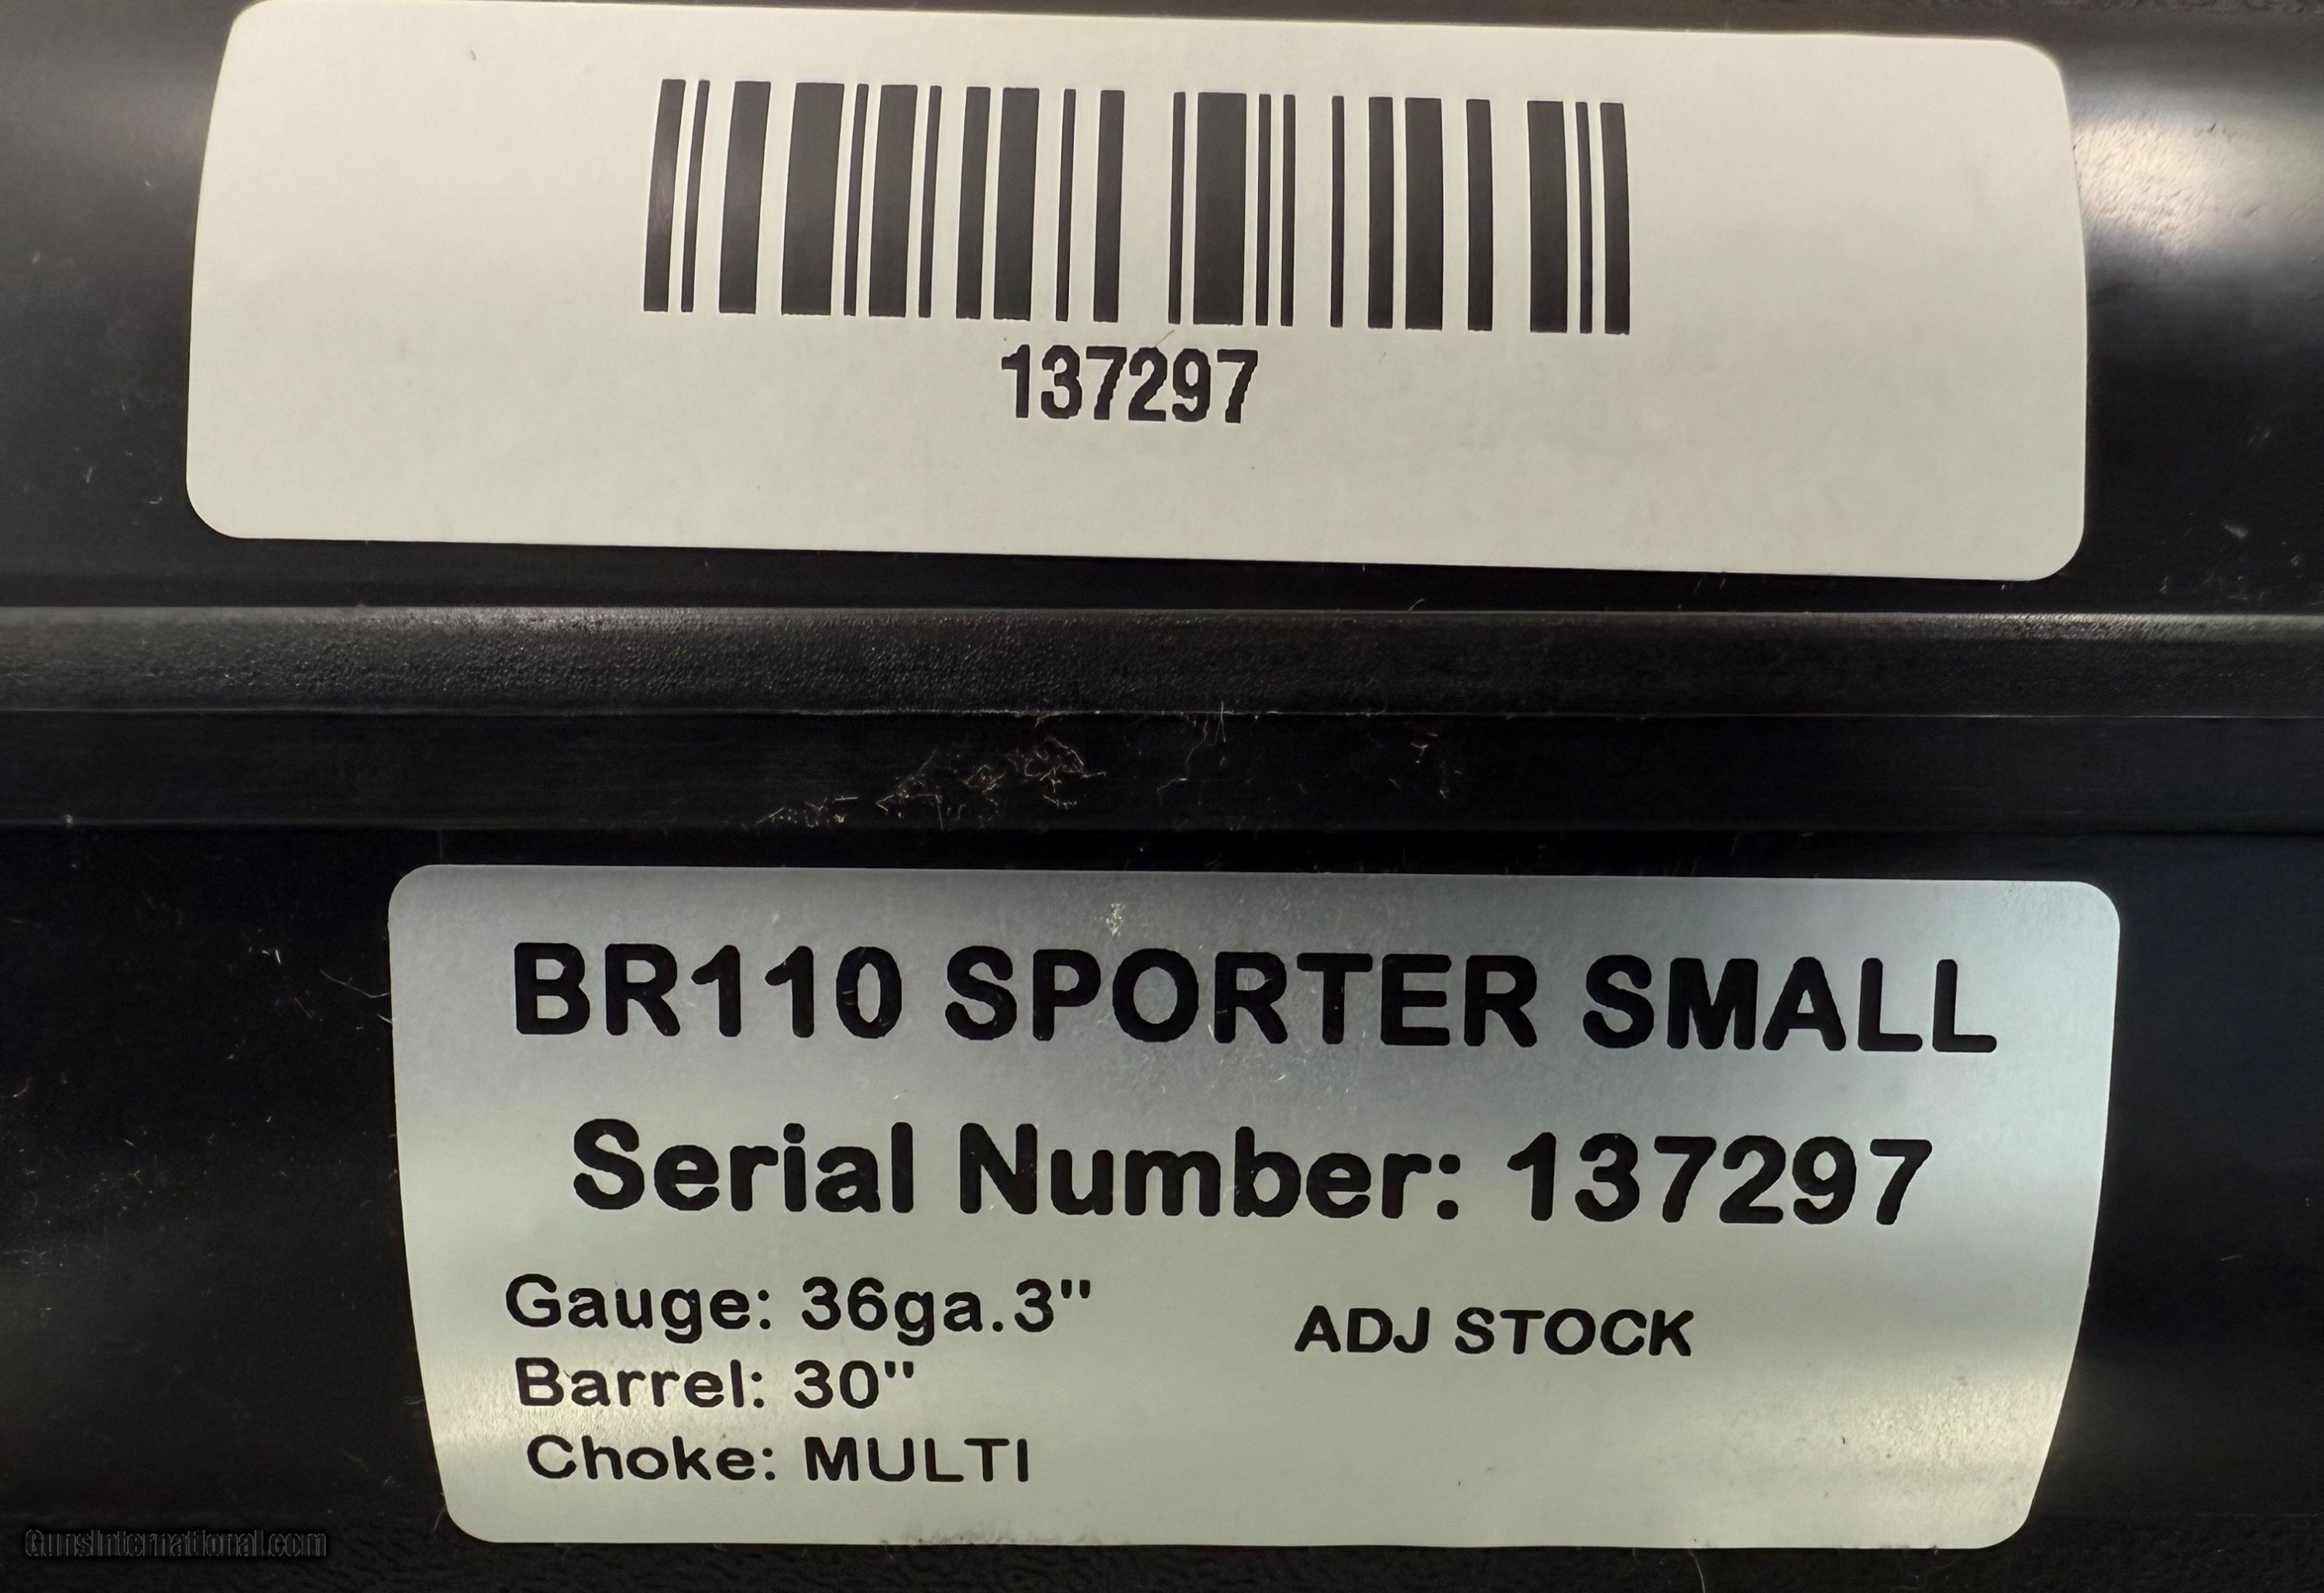 137297
BR110 SPORTER SMALL
Serial Number: 137297
Gauge: 36ga.3"
ADJ STOCK
Barrel: 30"
Choke: MULTI
GunsInternational.com